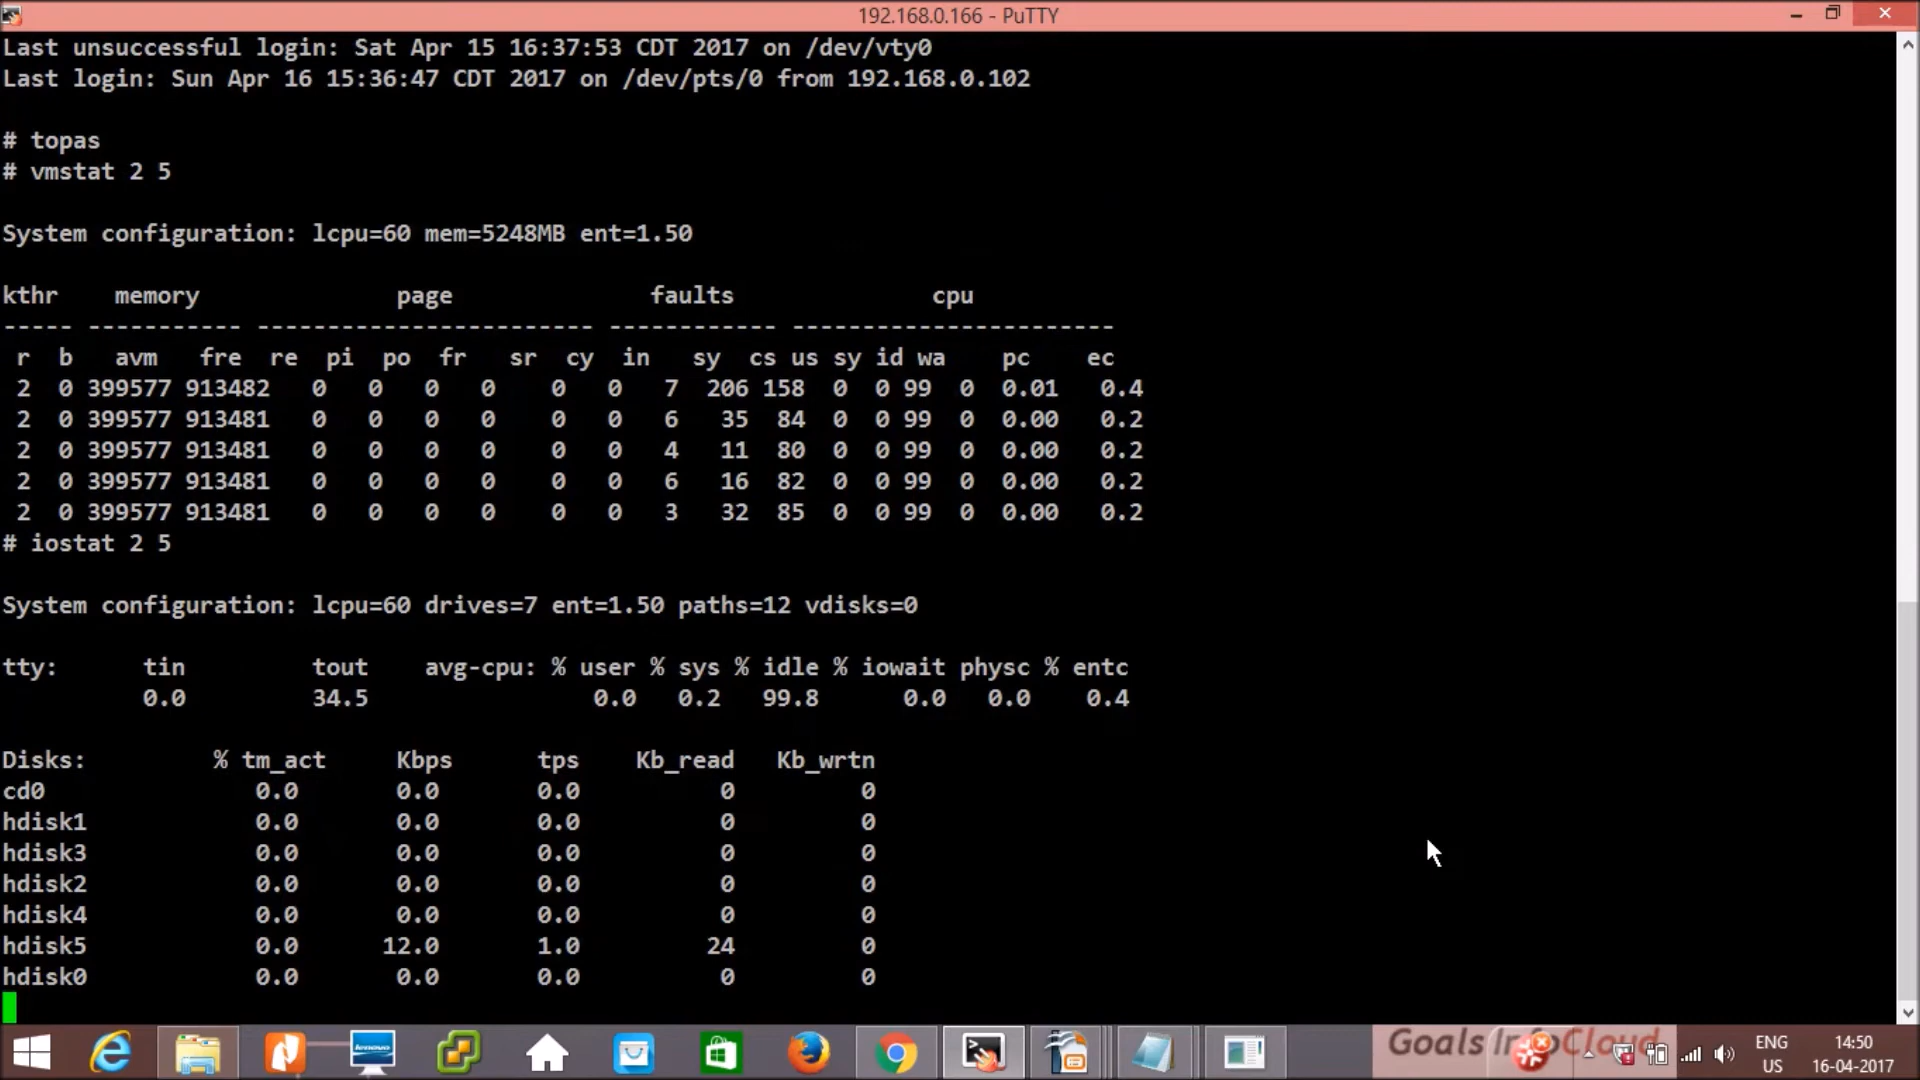 192.168.0.166 - PuTTY
Last unsuccessful login: Sat Apr 15 16:37:53 CDT 2017 on /dev/vty0
Last login: Sun Apr 16 15:36:47 CDT 2017 on /dev/pts/0 from 192.168.0.102
# topas
# vmstat 2 5
System configuration: lcpu=60 mem=5248MB ent=1.50
kthr memory page faults cpu
----- ----------- ------------------------ ------------ -----------------------
r b avm fre re pi po fr sr cy in sy cs us sy id wa pc ec
2 0 399577 913482 0 0 0 0 0 0 7 206 158 0 0 99 0 0.01 0.4
2 0 399577 913481 0 0 0 0 0 0 6 35 84 0 0 99 0 0.00 0.2
2 0 399577 913481 0 0 0 0 0 0 4 11 80 0 0 99 0 0.00 0.2
2 0 399577 913481 0 0 0 0 0 0 6 16 82 0 0 99 0 0.00 0.2
2 0 399577 913481 0 0 0 0 0 0 3 32 85 0 0 99 0 0.00 0.2
# iostat 2 5
System configuration: lcpu=60 drives=7 ent=1.50 paths=12 vdisks=0
tty: tin tout avg-cpu: % user % sys % idle % iowait physc % entc
0.0 34.5 0.0 0.2 99.8 0.0 0.0 0.4
Disks: % tm_act Kbps tps Kb_read Kb_wrtn
cd0 0.0 0.0 0.0 0 0
hdisk1 0.0 0.0 0.0 0 0
hdisk3 0.0 0.0 0.0 0 0
hdisk2 0.0 0.0 0.0 0 0
hdisk4 0.0 0.0 0.0 0 0
hdisk5 0.0 12.0 1.0 24 0
hdisk0 0.0 0.0 0.0 0 0
lenovo
Goals InfoCloud
ENG
US
14:50
16-04-2017